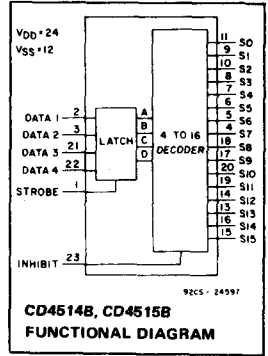 VDD = 24
VSS = 12
DATA 1 2
DATA 2 3
DATA 3 21
DATA 4 22
STROBE 1
INHIBIT 23
LATCH
A
B
C
D
4 TO 16
DECODER
11 S0
9 S1
10 S2
8 S3
7 S4
6 S5
5 S6
4 S7
18 S8
17 S9
20 S10
19 S11
14 S12
13 S13
16 S14
15 S15
92CS - 24597
CD4514B, CD4515B
FUNCTIONAL DIAGRAM